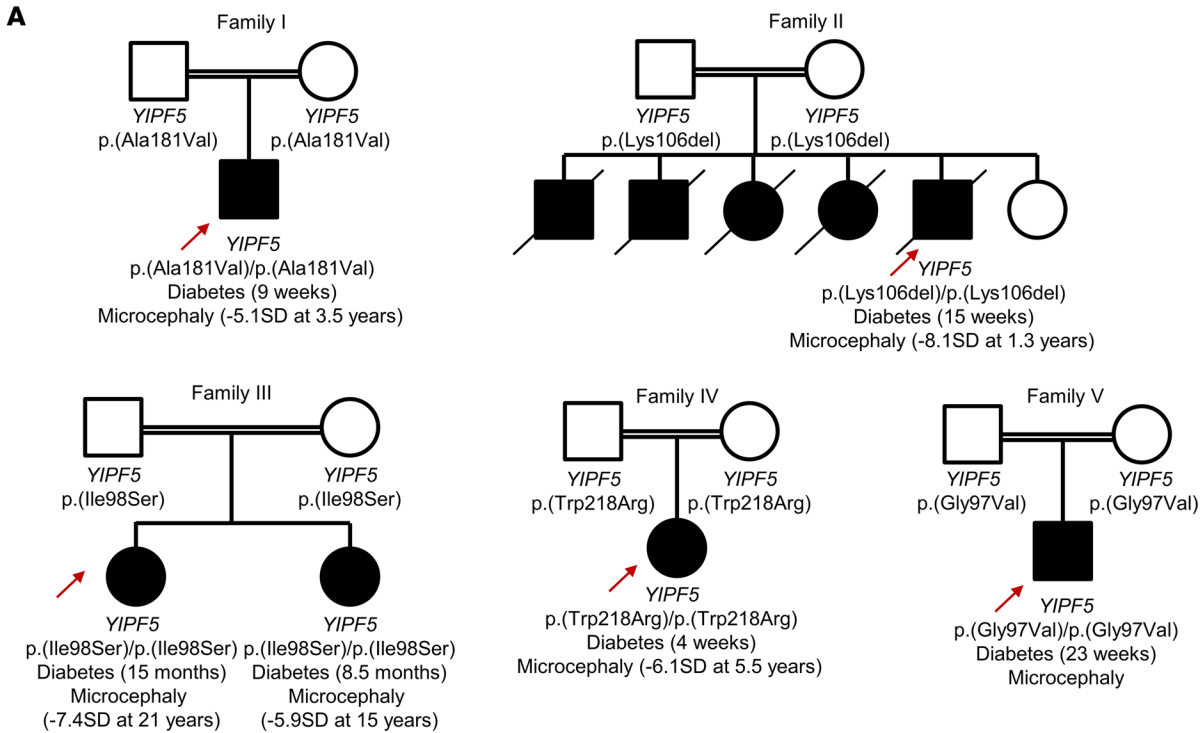 A
Family I
YIPF5
p.(Ala181Val)
YIPF5
p.(Ala181Val)
YIPF5
p.(Ala181Val)/p.(Ala181Val)
Diabetes (9 weeks)
Microcephaly (-5.1SD at 3.5 years)
Family II
YIPF5
p.(Lys106del)
YIPF5
p.(Lys106del)
YIPF5
p.(Lys106del)/p.(Lys106del)
Diabetes (15 weeks)
Microcephaly (-8.1SD at 1.3 years)
Family III
YIPF5
p.(Ile98Ser)
YIPF5
p.(Ile98Ser)
YIPF5
p.(Ile98Ser)/p.(Ile98Ser)
Diabetes (15 months)
Microcephaly
(-7.4SD at 21 years)
YIPF5
p.(Ile98Ser)/p.(Ile98Ser)
Diabetes (8.5 months)
Microcephaly
(-5.9SD at 15 years)
Family IV
YIPF5
p.(Trp218Arg)
YIPF5
p.(Trp218Arg)
YIPF5
p.(Trp218Arg)/p.(Trp218Arg)
Diabetes (4 weeks)
Microcephaly (-6.1SD at 5.5 years)
Family V
YIPF5
p.(Gly97Val)
YIPF5
p.(Gly97Val)
YIPF5
p.(Gly97Val)/p.(Gly97Val)
Diabetes (23 weeks)
Microcephaly